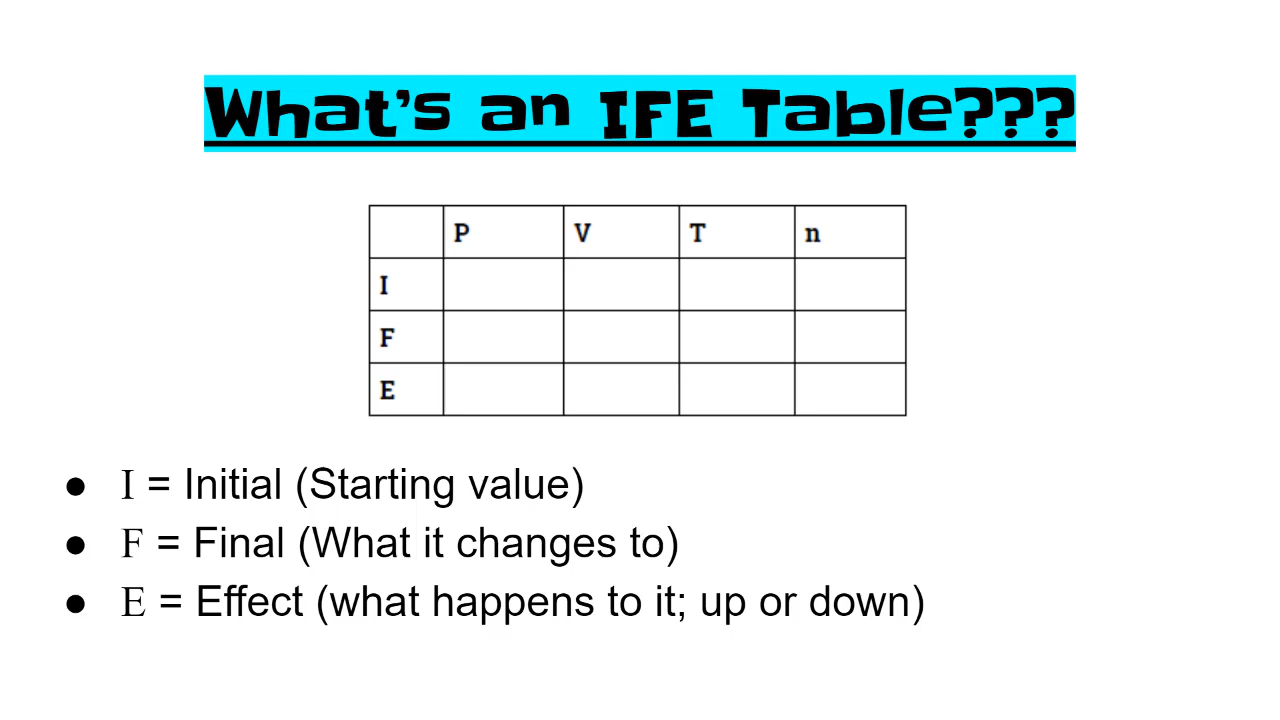 What's an IFE Table???
P V T n
I
F
E
● I = Initial (Starting value)
● F = Final (What it changes to)
● E = Effect (what happens to it; up or down)